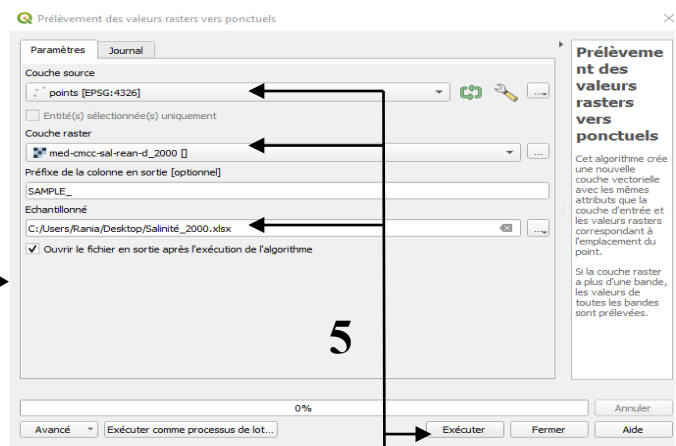 Prélèvement des valeurs rasters vers ponctuels
Paramètres Journal
Couche source
points [EPSG:4326]
Entité(s) sélectionnée(s) uniquement
Couche raster
med-cmcc-sal-rean-d_2000 []
...
Préfixe de la colonne en sortie [optionnel]
SAMPLE_
Echantillonné
C:/Users/Rania/Desktop/Salinité_2000.xlsx
...
Ouvrir le fichier en sortie après l'exécution de l'algorithme
5
0%
Annuler
Avancé
Exécuter comme processus de lot...
Exécuter
Fermer
Aide
Prélèveme
nt des
valeurs
rasters
vers
ponctuels
Cet algorithme crée
une nouvelle
couche vectorielle
avec les mêmes
attributs que la
couche d'entrée et
les valeurs rasters
correspondant à
l'emplacement du
point.
Si la couche raster
a plus d'une bande,
les valeurs de
toutes les bandes
sont prélevées.